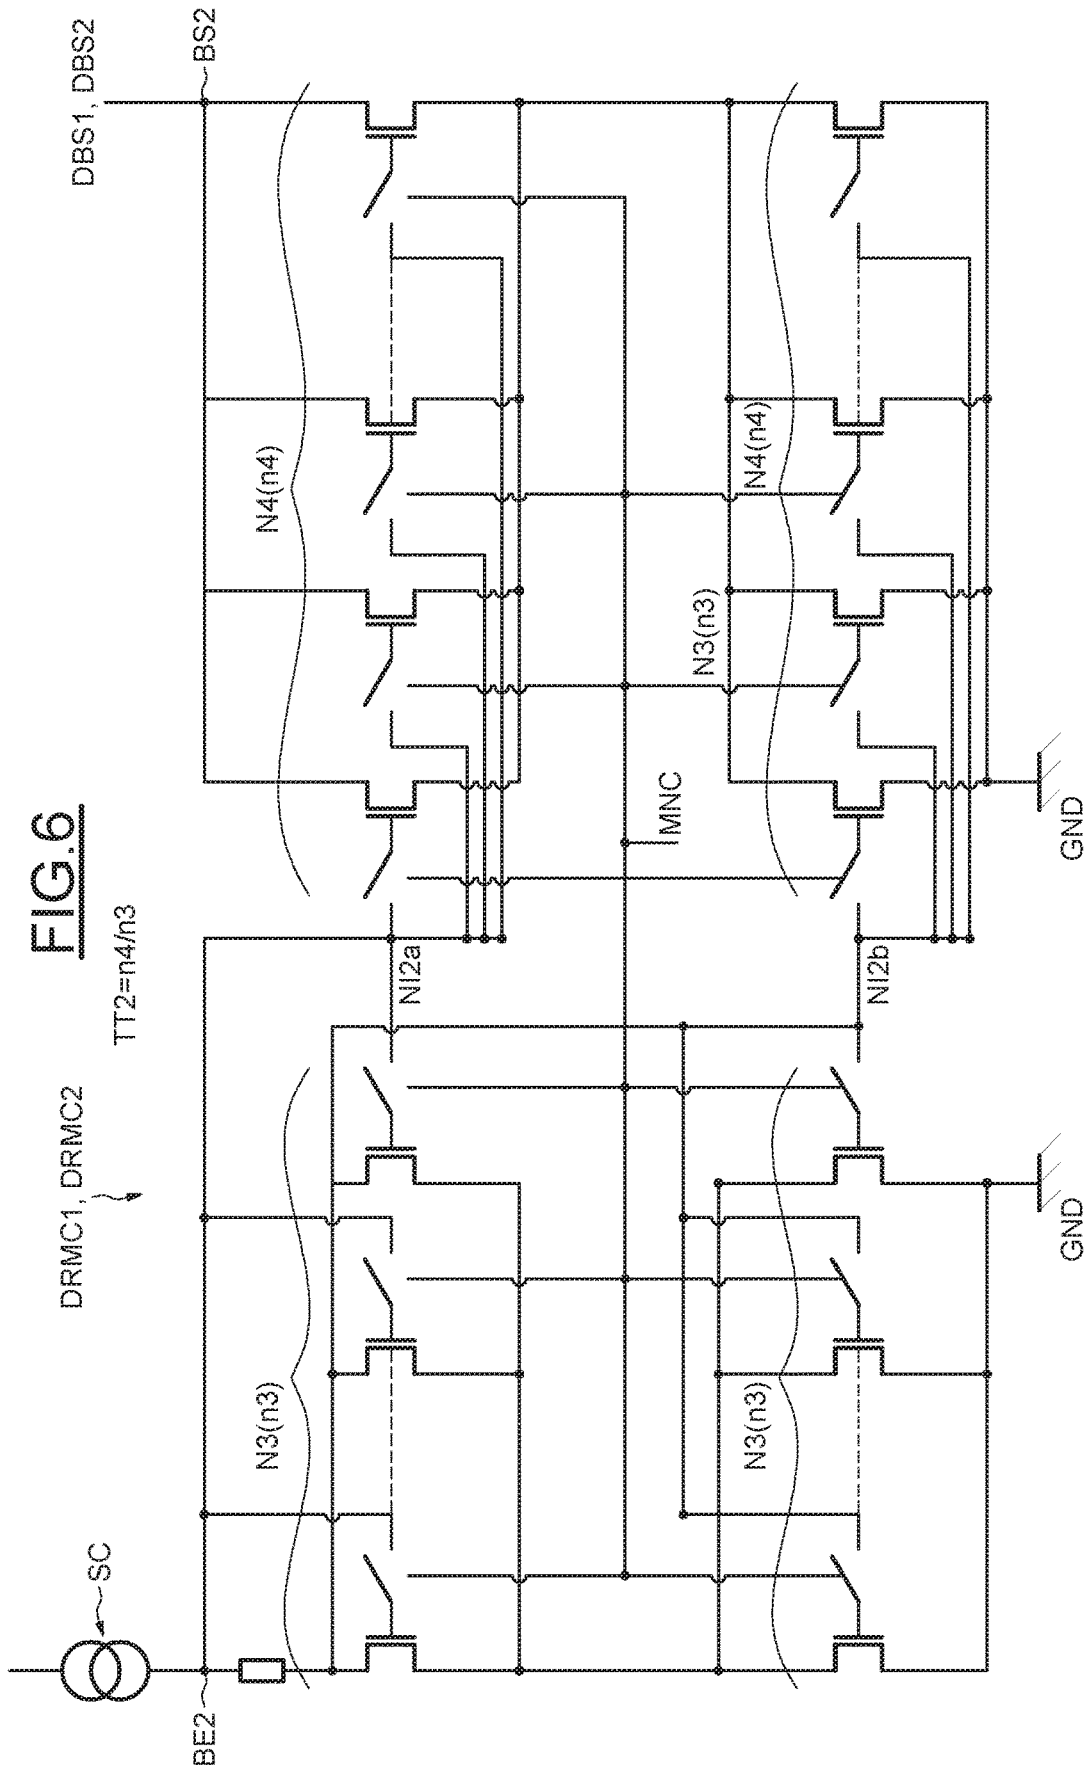 FIG.6
DRMC1, DRMC2
TT2=n4/n3
SC
BE2
DBS1, DBS2
BS2
N3(n3)
N4(n4)
NI2a
MNC
N3(n3)
N3(n3)
N4(n4)
NI2b
GND
GND